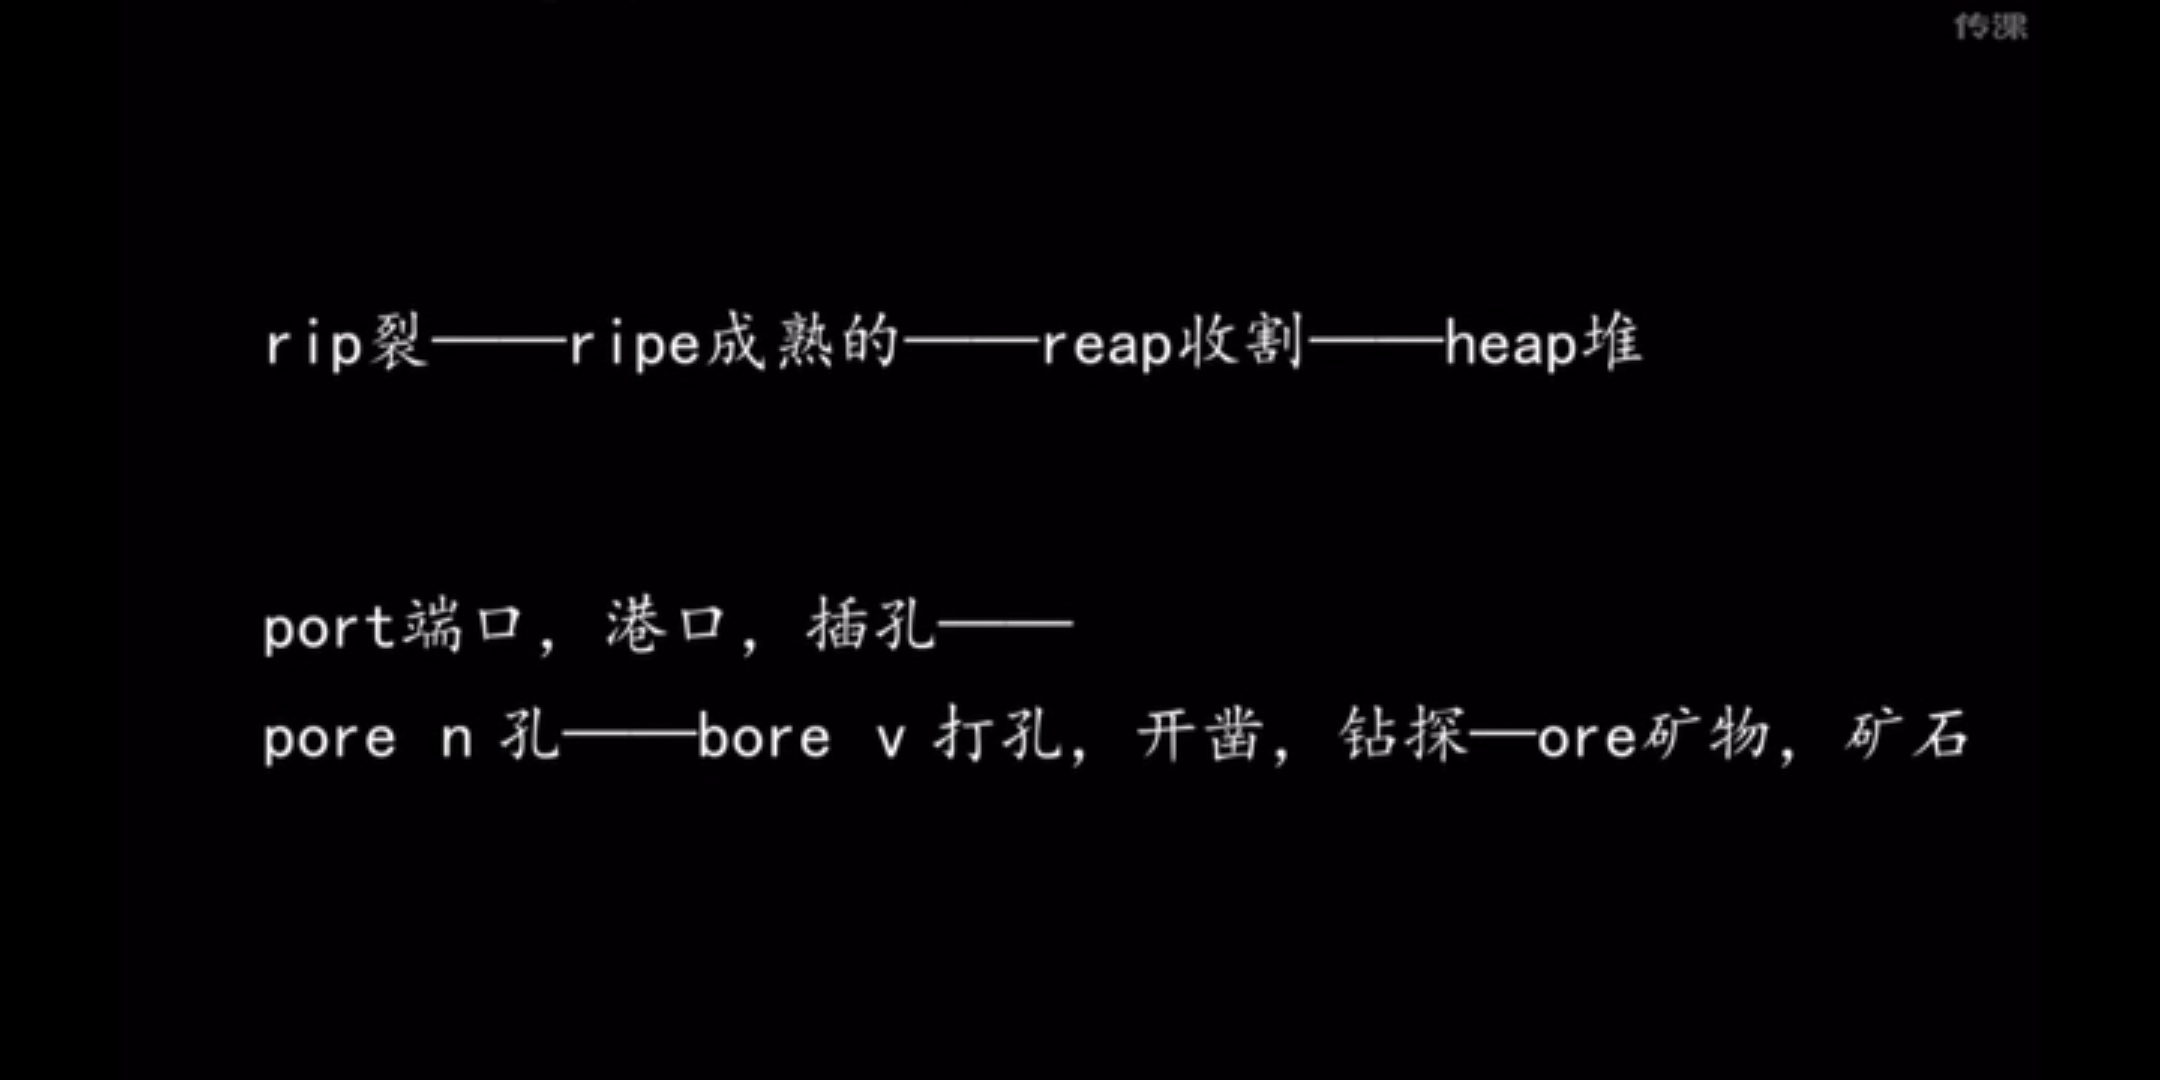 传课
rip裂——ripe成熟的——reap收割——heap堆
port端口，港口，插孔——
pore n 孔——bore v 打孔，开凿，钻探—ore矿物，矿石